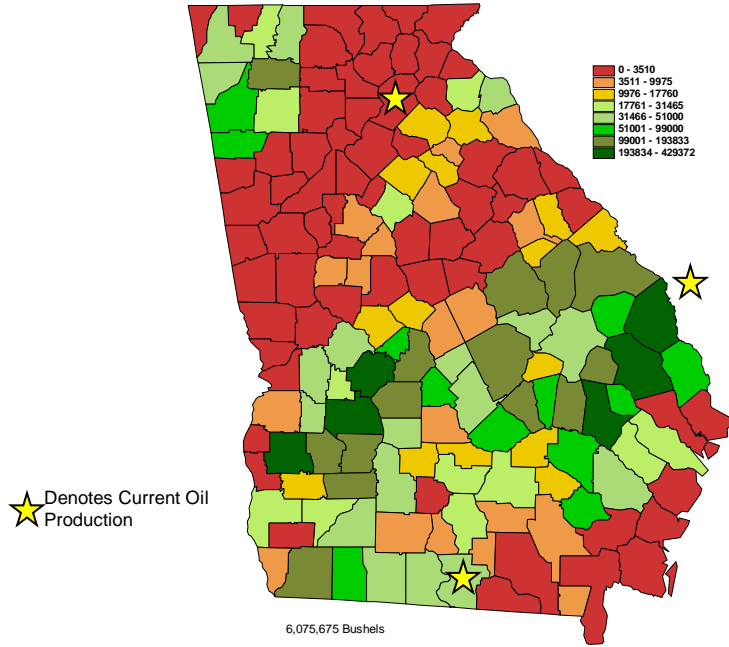 0 - 3510
3511 - 9975
9976 - 17760
17761 - 31465
31466 - 51000
51001 - 99000
99001 - 193833
193834 - 429372
Denotes Current Oil
Production
6,075,675 Bushels